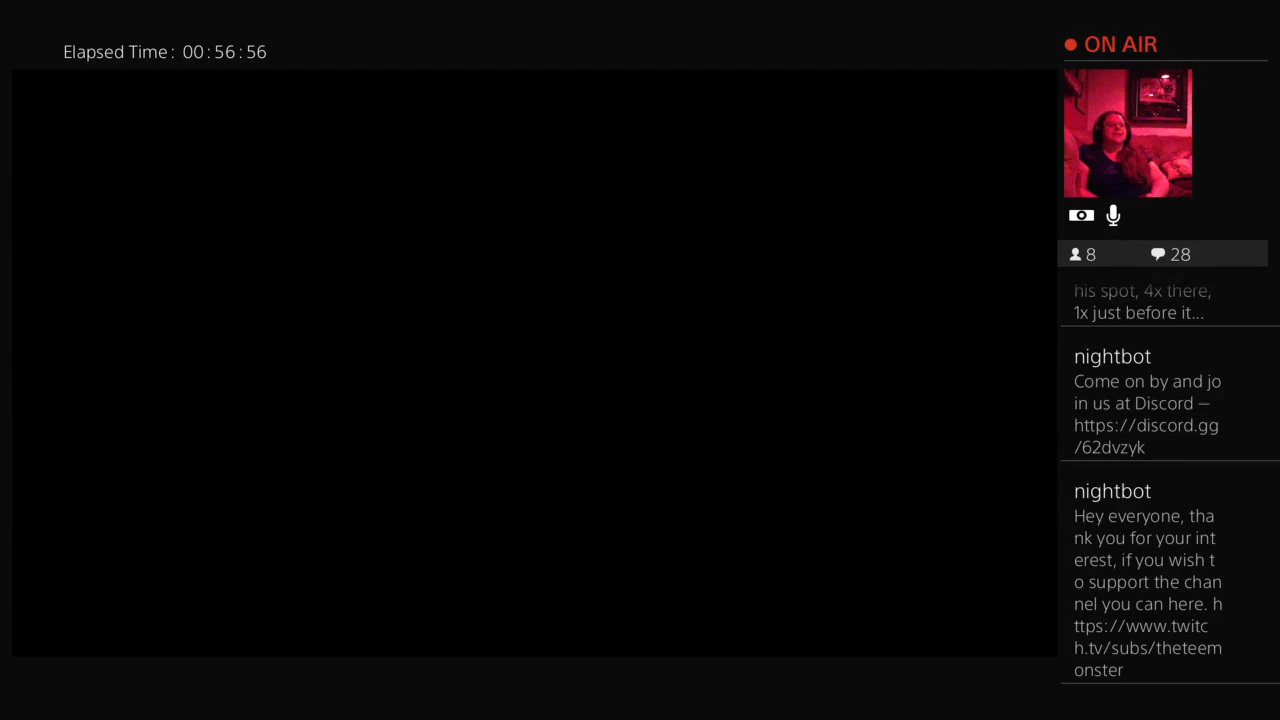 Elapsed Time: 00:56:56
ON AIR
8 28
his spot, 4x there,
1x just before it...
nightbot
Come on by and jo
in us at Discord —
https://discord.gg
/62dvzyk
nightbot
Hey everyone, tha
nk you for your int
erest, if you wish t
o support the chan
nel you can here. h
ttps://www.twitc
h.tv/subs/theteem
onster